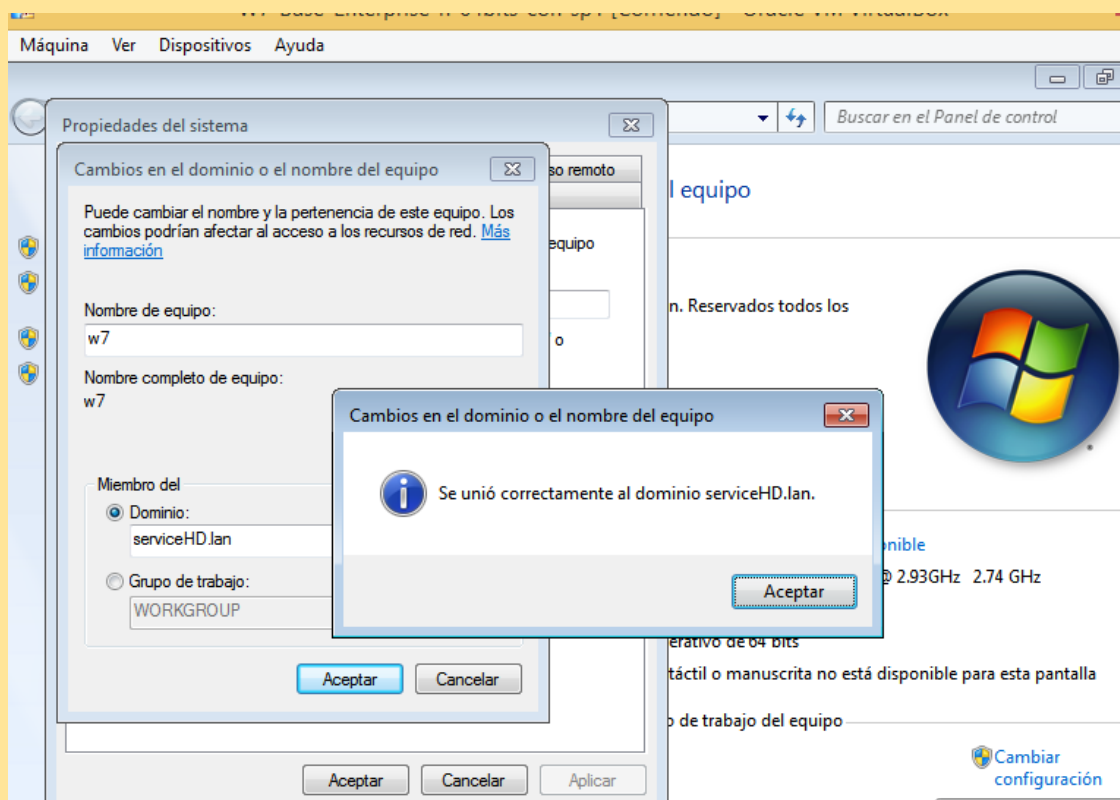 Máquina Ver Dispositivos Ayuda
Buscar en el Panel de control
Propiedades del sistema
Cambios en el dominio o el nombre del equipo
so remoto
l equipo
Puede cambiar el nombre y la pertenencia de este equipo. Los
cambios podrían afectar al acceso a los recursos de red. Más
información
equipo
Nombre de equipo:
w7
n. Reservados todos los
o
Nombre completo de equipo:
w7
Cambios en el dominio o el nombre del equipo
Se unió correctamente al dominio serviceHD.lan.
Aceptar
Miembro del
Dominio:
serviceHD.lan
Grupo de trabajo:
WORKGROUP
Aceptar Cancelar
nible
@ 2.93GHz 2.74 GHz
erativo de 64 bits
táctil o manuscrita no está disponible para esta pantalla
o de trabajo del equipo
Cambiar
configuración
Aceptar Cancelar Aplicar